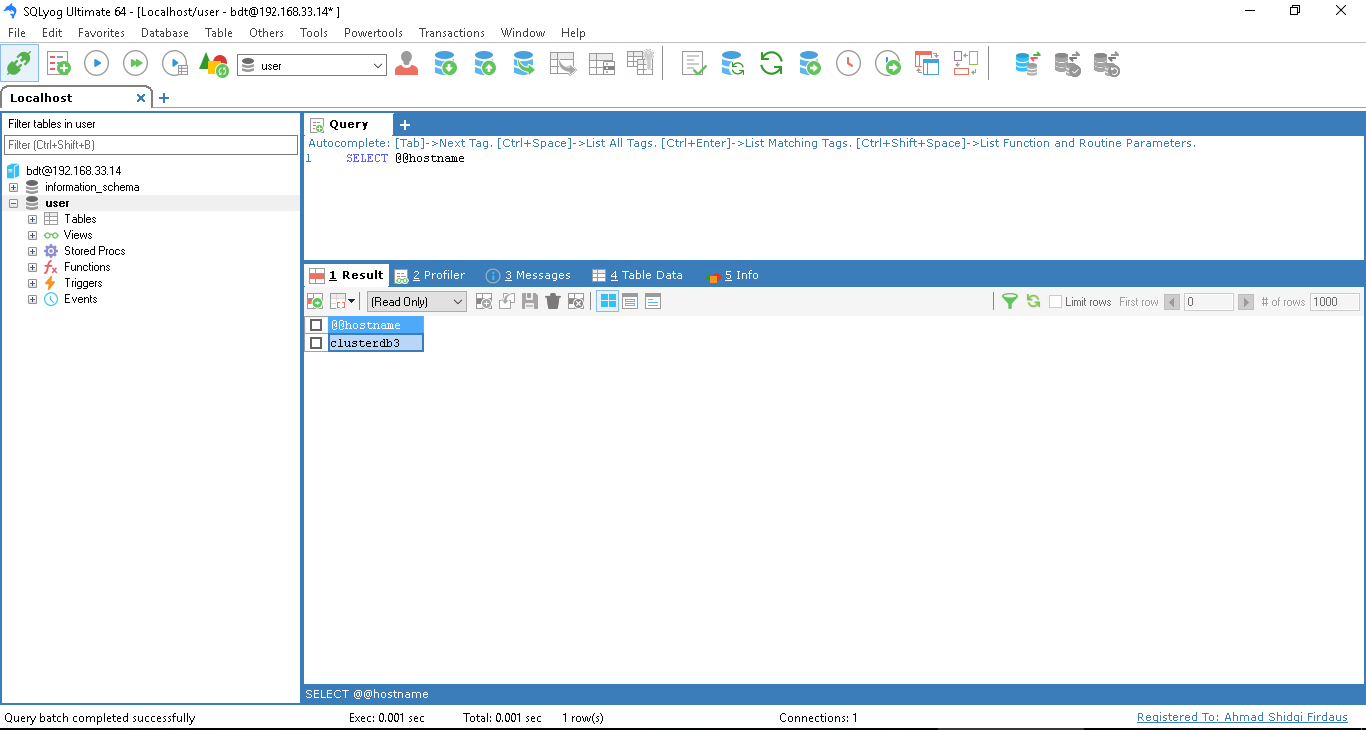 SQLyog Ultimate 64 - [Localhost/user - bdt@192.168.33.14* ]
File Edit Favorites Database Table Others Tools Powertools Transactions Window Help
user
Localhost
Filter tables in user
Filter (Ctrl+Shift+B)
bdt@192.168.33.14
information_schema
user
Tables
Views
Stored Procs
Functions
Triggers
Events
Query
Autocomplete: [Tab]->Next Tag. [Ctrl+Space]->List All Tags. [Ctrl+Enter]->List Matching Tags. [Ctrl+Shift+Space]->List Function and Routine Parameters.
1 SELECT @@hostname
1 Result 2 Profiler 3 Messages 4 Table Data 5 Info
(Read Only) Limit rows First row 0 # of rows 1000
@@hostname
clusterdb3
SELECT @@hostname
Query batch completed successfully Exec: 0.001 sec Total: 0.001 sec 1 row(s) Connections: 1 Registered To: Ahmad Shidqi Firdaus